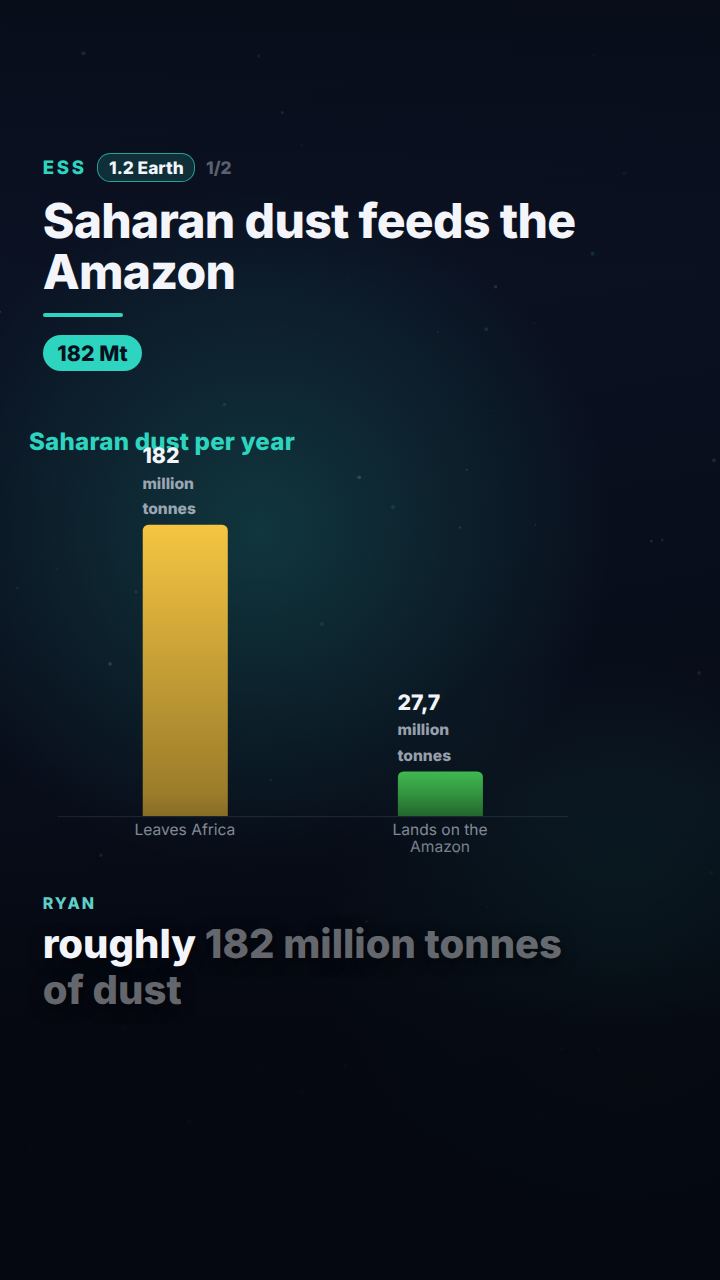 ESS 1.2 Earth 1/2
Saharan dust feeds the
Amazon
182 Mt
Saharan dust per year
182
million
tonnes
27,7
million
tonnes
Leaves Africa
Lands on the
Amazon
RYAN
roughly 182 million tonnes
of dust